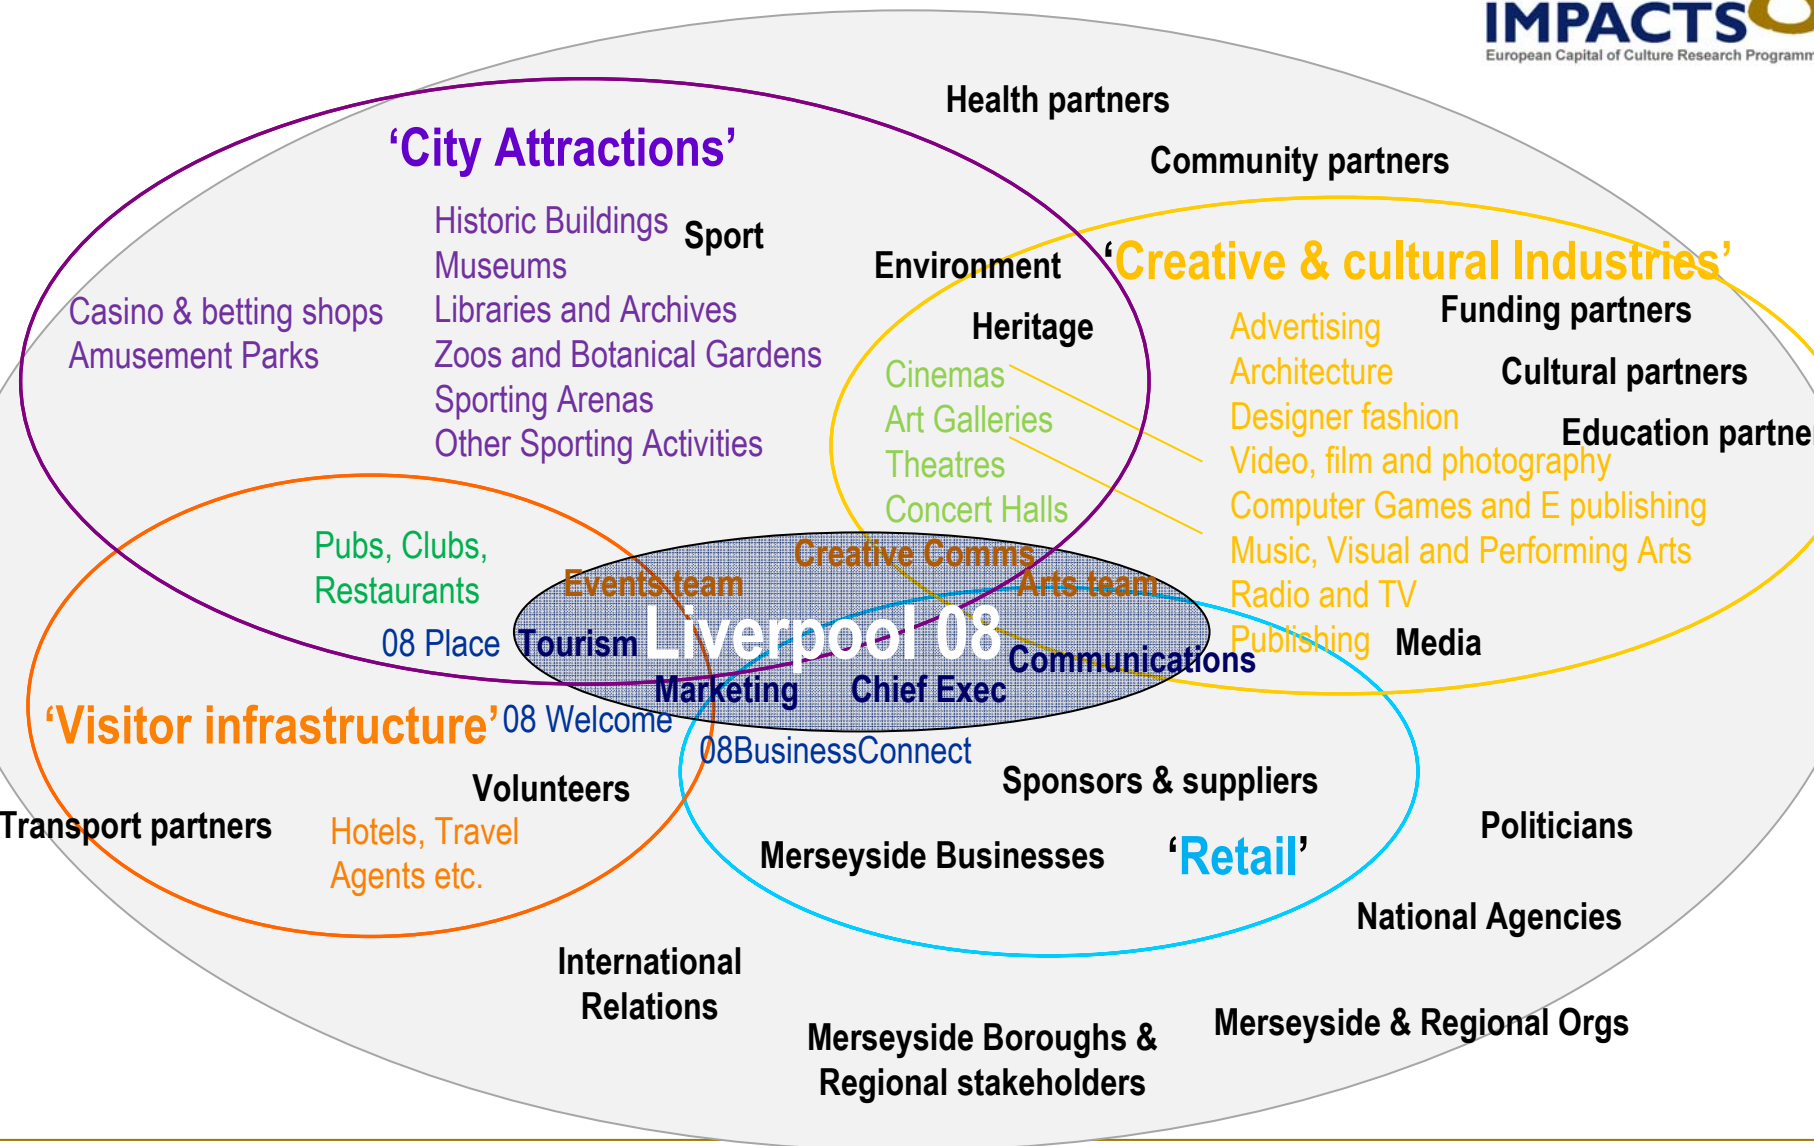 IMPACTS
European Capital of Culture Research Programm
Health partners
Community partners
‘City Attractions’
Historic Buildings
Museums
Libraries and Archives
Zoos and Botanical Gardens
Sporting Arenas
Other Sporting Activities
Sport
Casino & betting shops
Amusement Parks
Environment
Heritage
Cinemas
Art Galleries
Theatres
Concert Halls
‘Creative & cultural Industries’
Funding partners
Cultural partners
Education partner
Advertising
Architecture
Designer fashion
Video, film and photography
Computer Games and E publishing
Music, Visual and Performing Arts
Radio and TV
Publishing
Media
Pubs, Clubs,
Restaurants
Creative Comms
Events team
Arts team
Liverpool 08
08 Place
Tourism
Communications
Marketing
Chief Exec
‘Visitor infrastructure’
08 Welcome
08BusinessConnect
Volunteers
Transport partners
Hotels, Travel
Agents etc.
Sponsors & suppliers
Merseyside Businesses
‘Retail’
Politicians
National Agencies
International
Relations
Merseyside Boroughs &
Regional stakeholders
Merseyside & Regional Orgs